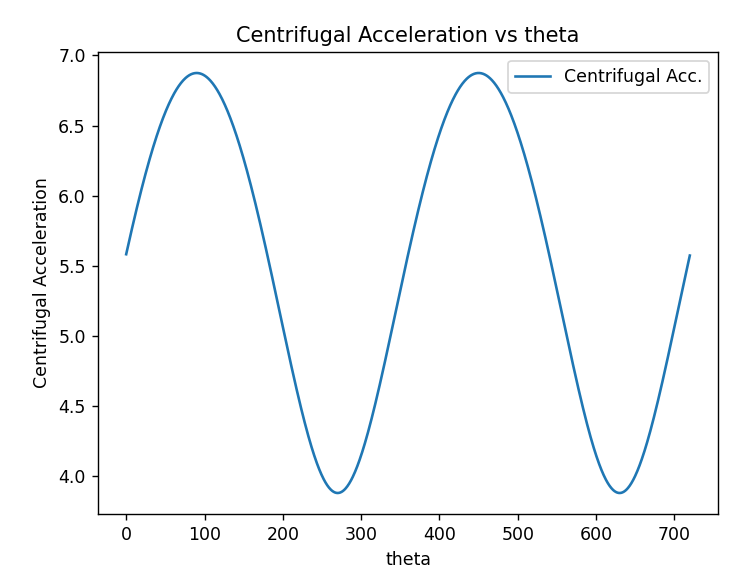 Centrifugal Acceleration vs theta
Centrifugal Acc.
7.0
6.5
6.0
5.5
5.0
4.5
4.0
Centrifugal Acceleration
0 100 200 300 400 500 600 700
theta